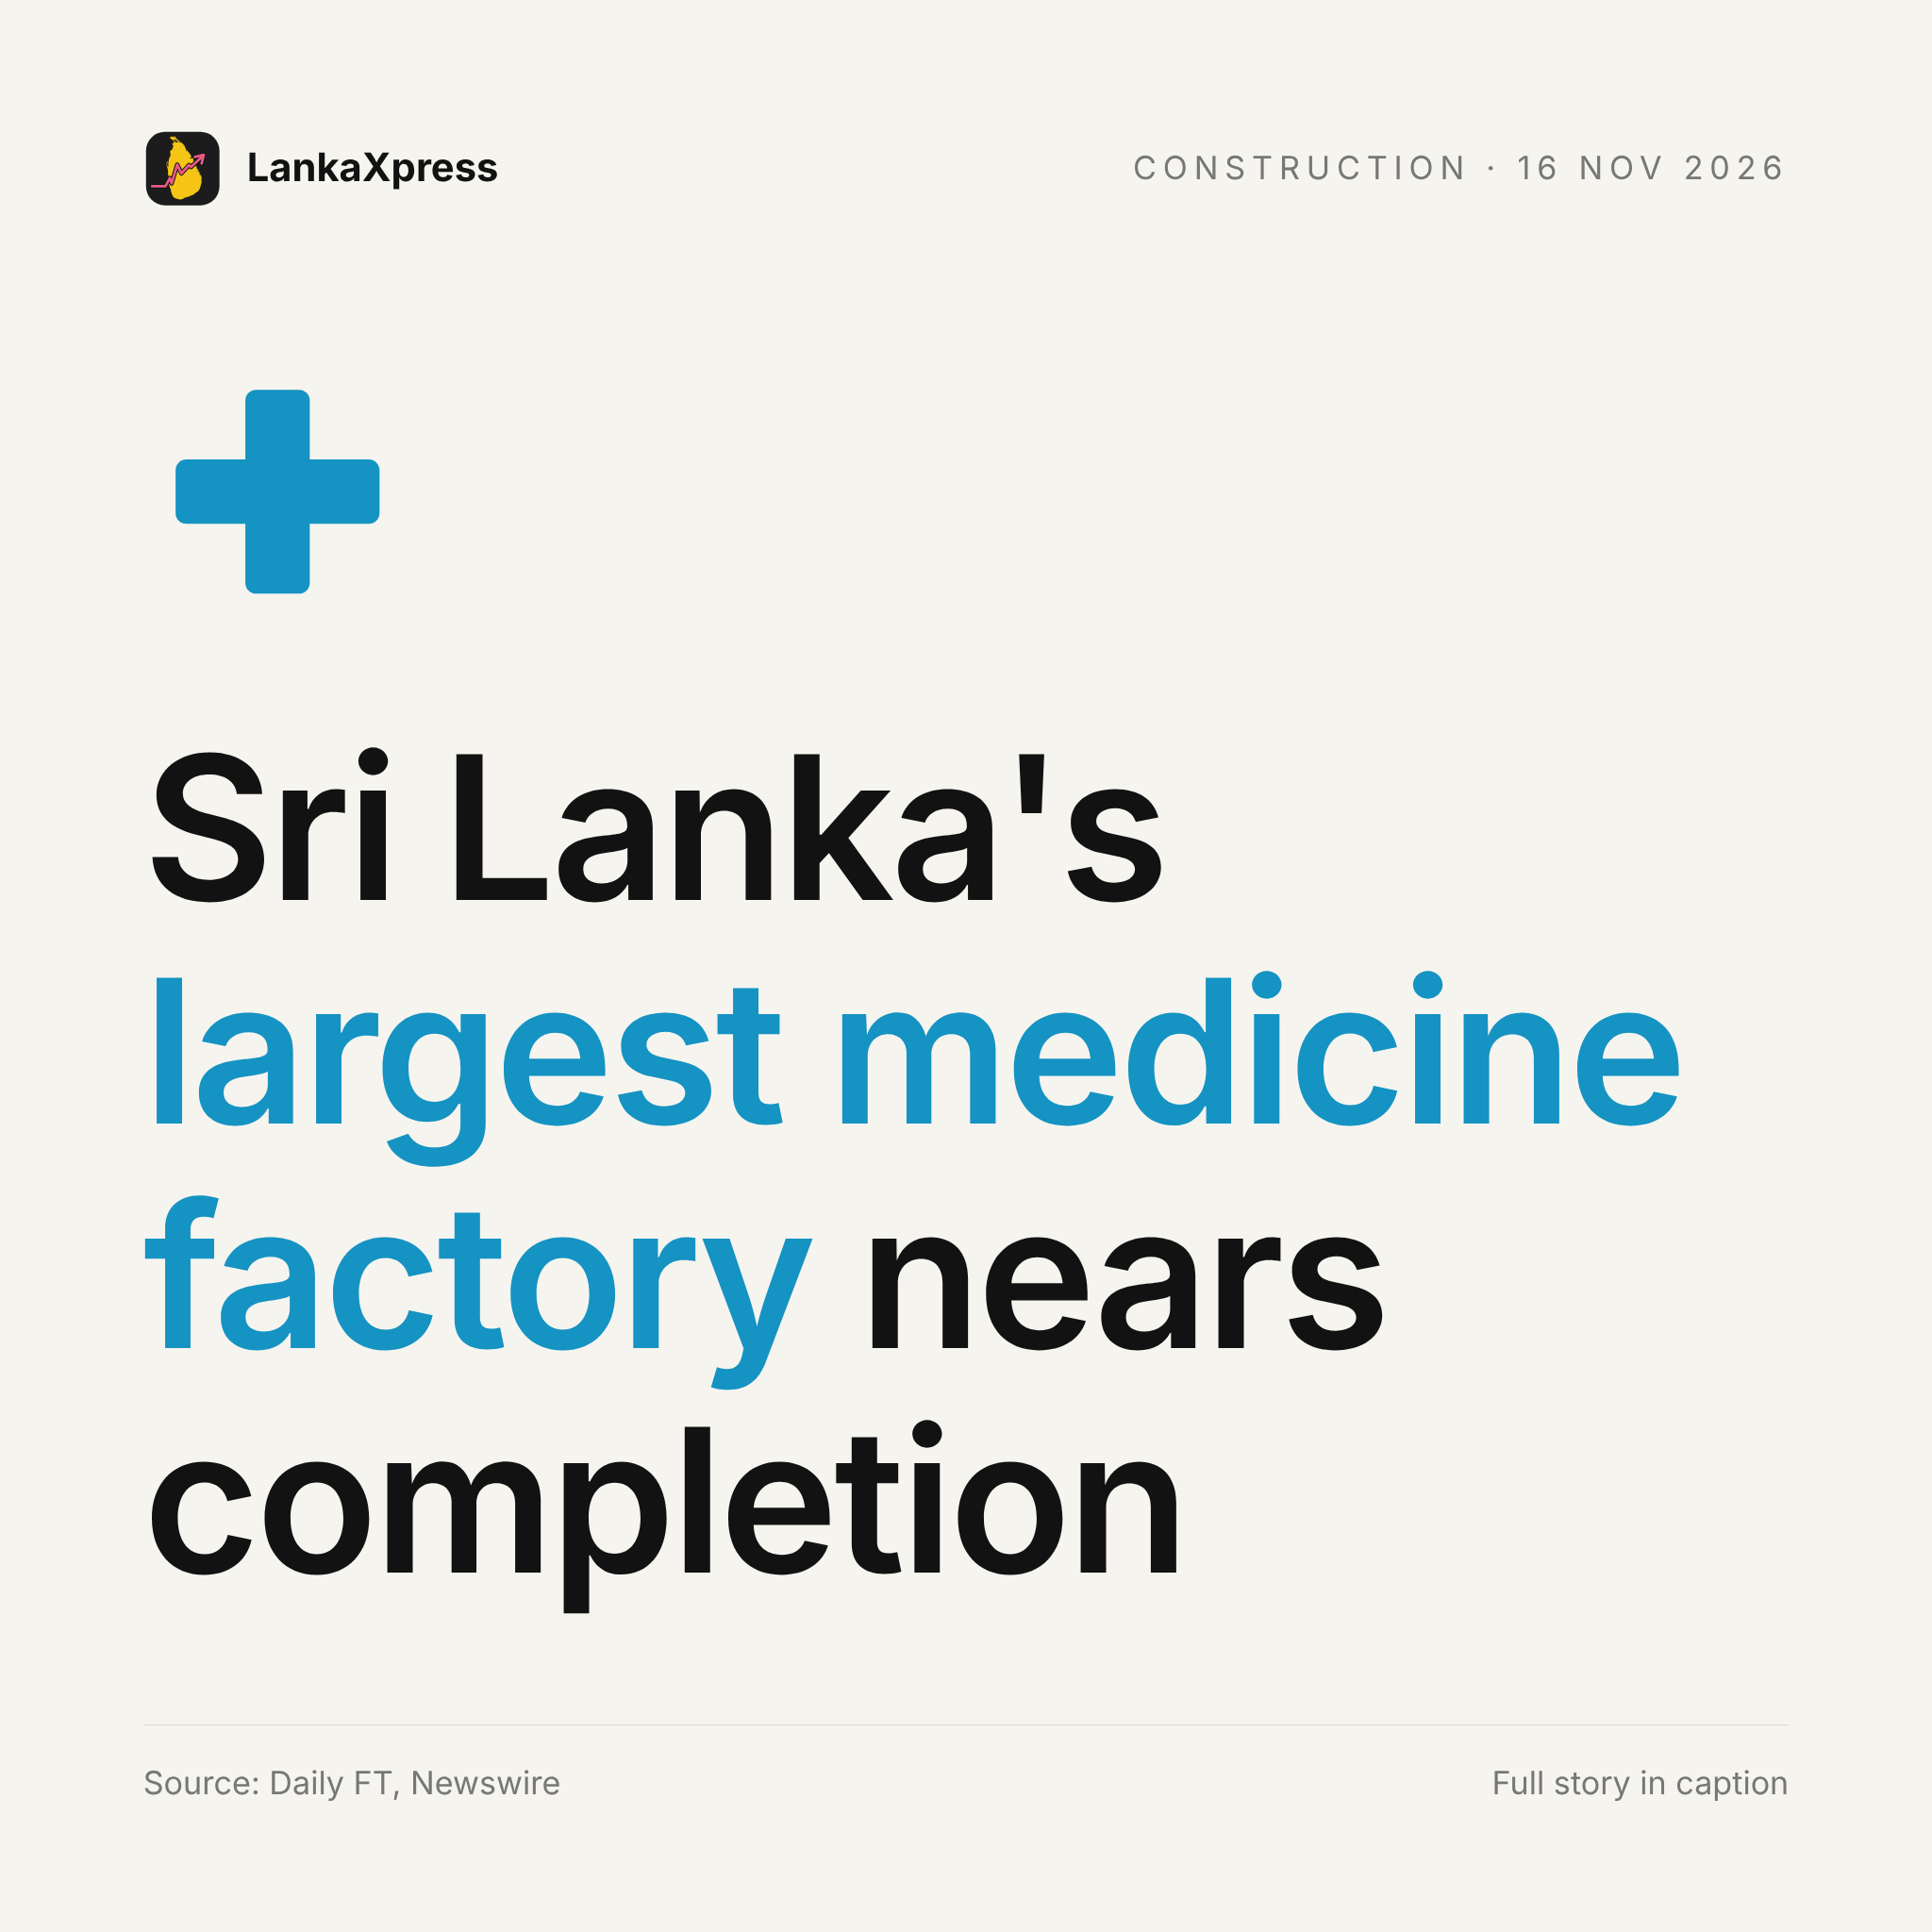 LankaXpress
CONSTRUCTION · 16 NOV 2026
Sri Lanka's
largest medicine
factory nears
completion
Source: Daily FT, Newswire
Full story in caption